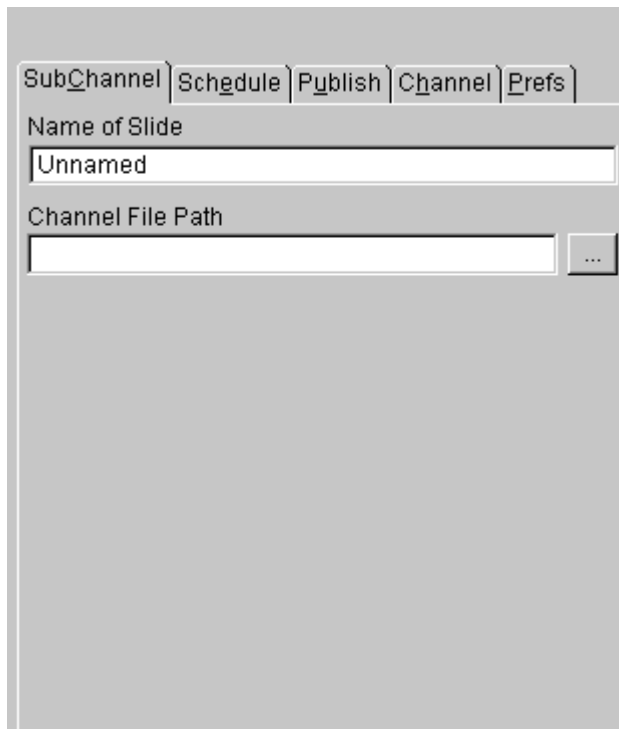 SubChannel Schedule Publish Channel Prefs
Name of Slide
Unnamed
Channel File Path
...